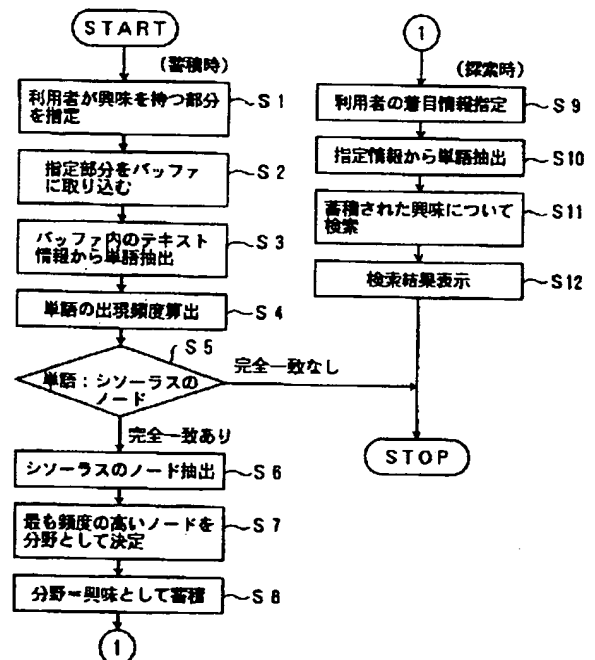 START
(蓄積時)
利用者が興味を持つ部分
を指定
S1
指定部分をバッファ
に取り込む
S2
バッファ内のテキスト
情報から単語抽出
S3
単語の出現頻度算出
S4
S5
単語：シソーラスの
ノード
完全一致なし
完全一致あり
シソーラスのノード抽出
S6
最も頻度の高いノードを
分野として決定
S7
分野＝興味として蓄積
S8
1
1
(探索時)
利用者の着目情報指定
S9
指定情報から単語抽出
S10
蓄積された興味について
検索
S11
検索結果表示
S12
STOP